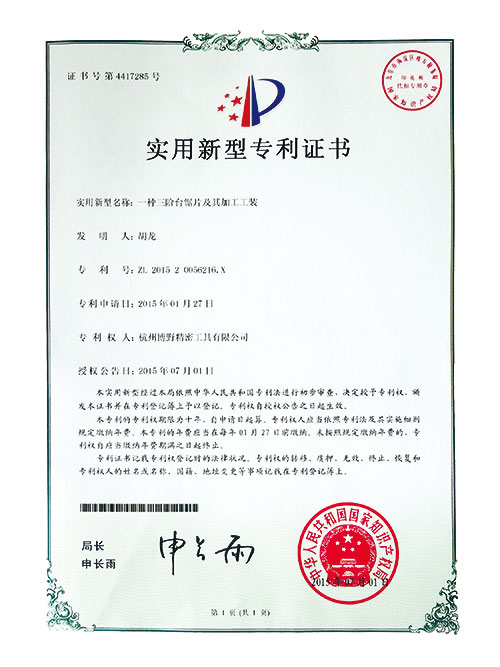 证书号第4417285号
实用新型专利证书
实用新型名称:一种三阶台锯片及其加工工装
发明人:胡龙
专利号:ZL 2015 2 0056216.X
专利申请日:2015年01月27日
专利权人:杭州博野精密工具有限公司
授权公告日:2015年07月01日
本实用新型经过本局依照中华人民共和国专利法进行初步审查,决定授予专利权,颁
发本证书并在专利登记簿上予以登记。专利权自授权公告之日起生效。
本专利的专利权期限为十年,自申请日起算。专利权人应当依照专利法及其实施细则
规定缴纳年费。本专利的年费应当在每年01月27日前缴纳。未按照规定缴纳年费的,专
利权自应当缴纳年费期满之日起终止。
专利证书记载专利权登记时的法律状况。专利权的转移、质押、无效、终止、恢复和
专利权人的姓名或名称、国籍、地址变更等事项记载在专利登记簿上。
局长
申长雨
申长雨
中华人民共和国国家知识产权局
2015年07月01日
第1页(共1页)